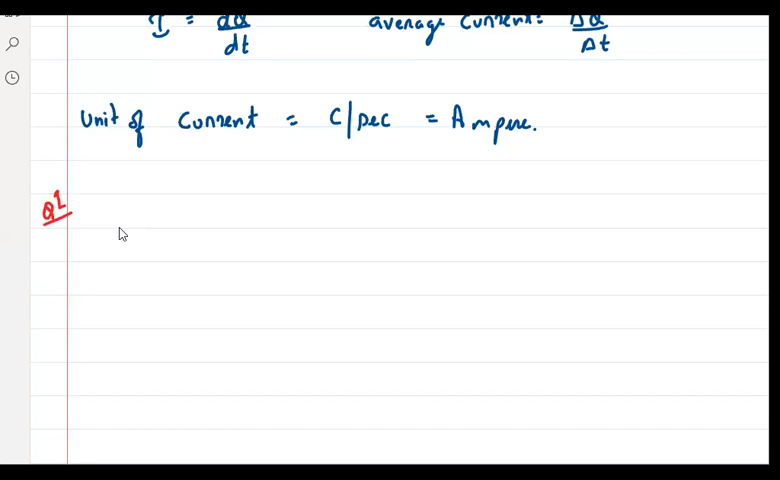 I = dQ/dt average current = ΔQ/Δt
Unit of Current = C/sec = Ampere.
Q1